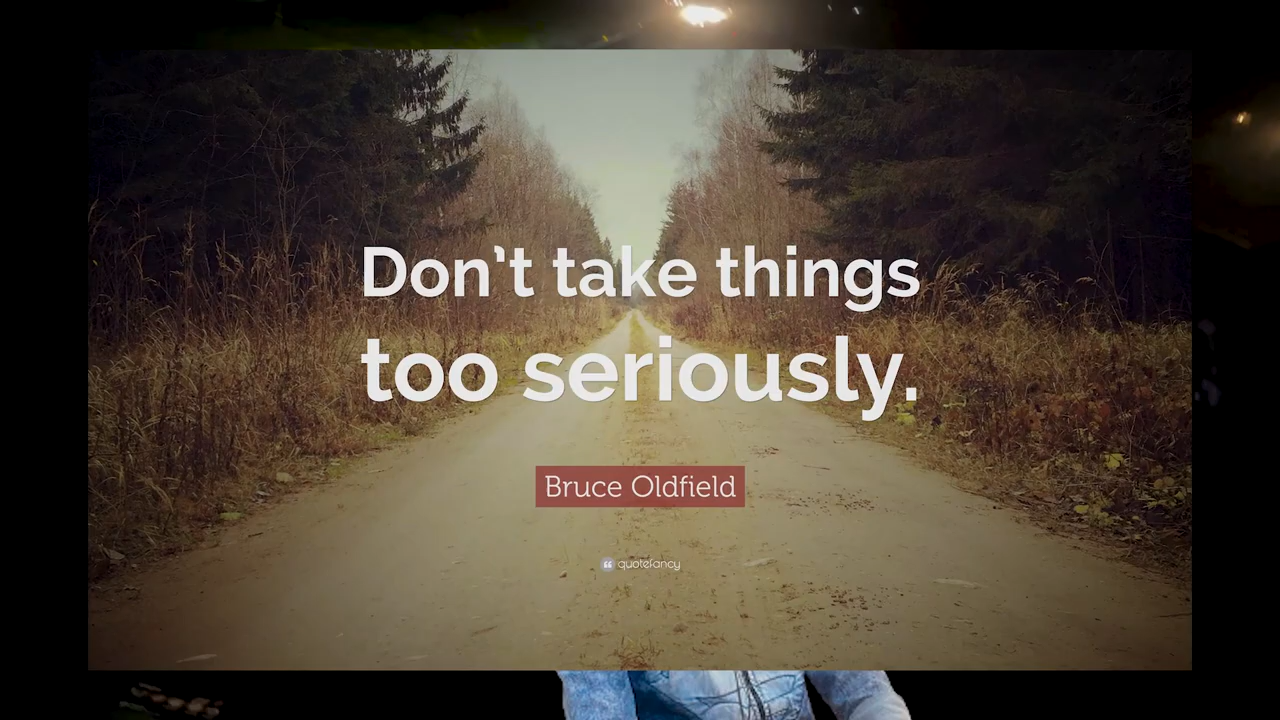 Don’t take things
too seriously.
Bruce Oldfield
quotefancy